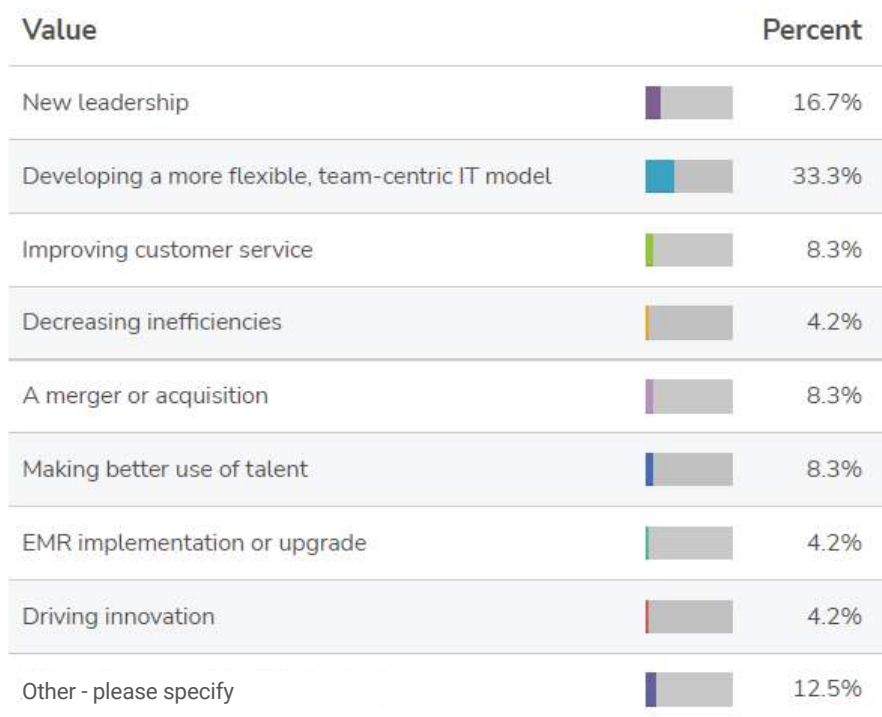 Value Percent
New leadership 16.7%
Developing a more flexible, team-centric IT model 33.3%
Improving customer service 8.3%
Decreasing inefficiencies 4.2%
A merger or acquisition 8.3%
Making better use of talent 8.3%
EMR implementation or upgrade 4.2%
Driving innovation 4.2%
Other - please specify 12.5%